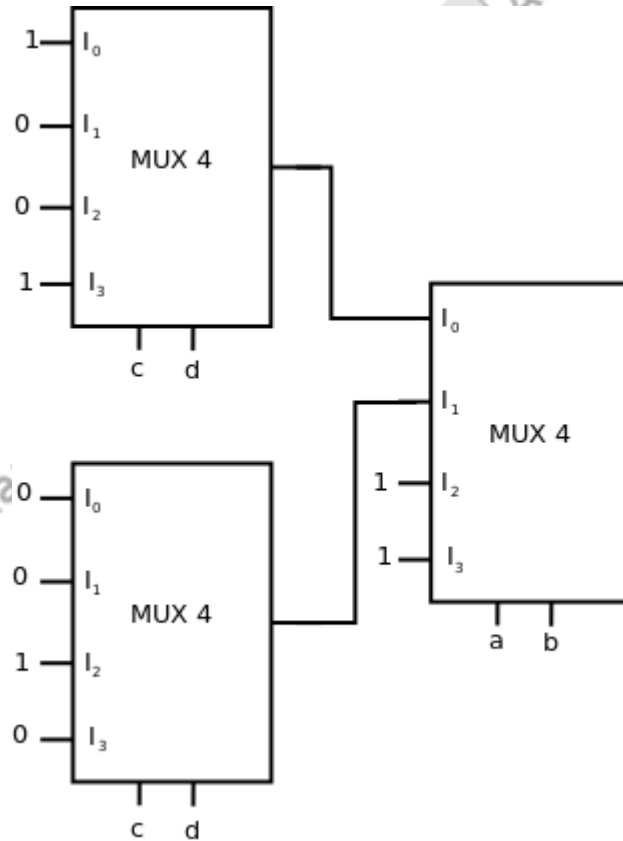 1 I₀
0 I₁
MUX 4
0 I₂
1 I₃
c d
I₀
I₁
MUX 4
1 I₂
1 I₃
a b
0 I₀
0 I₁
MUX 4
1 I₂
0 I₃
c d